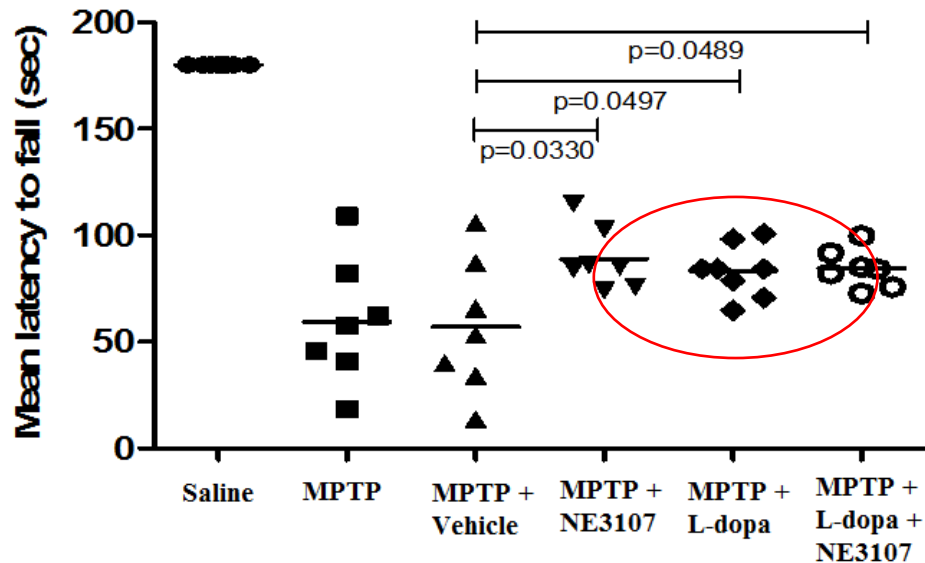 Mean latency to fall (sec)
200
150
100
50
0
p=0.0489
p=0.0497
p=0.0330
Saline
MPTP
MPTP +
Vehicle
MPTP +
NE3107
MPTP +
L-dopa
MPTP +
L-dopa +
NE3107